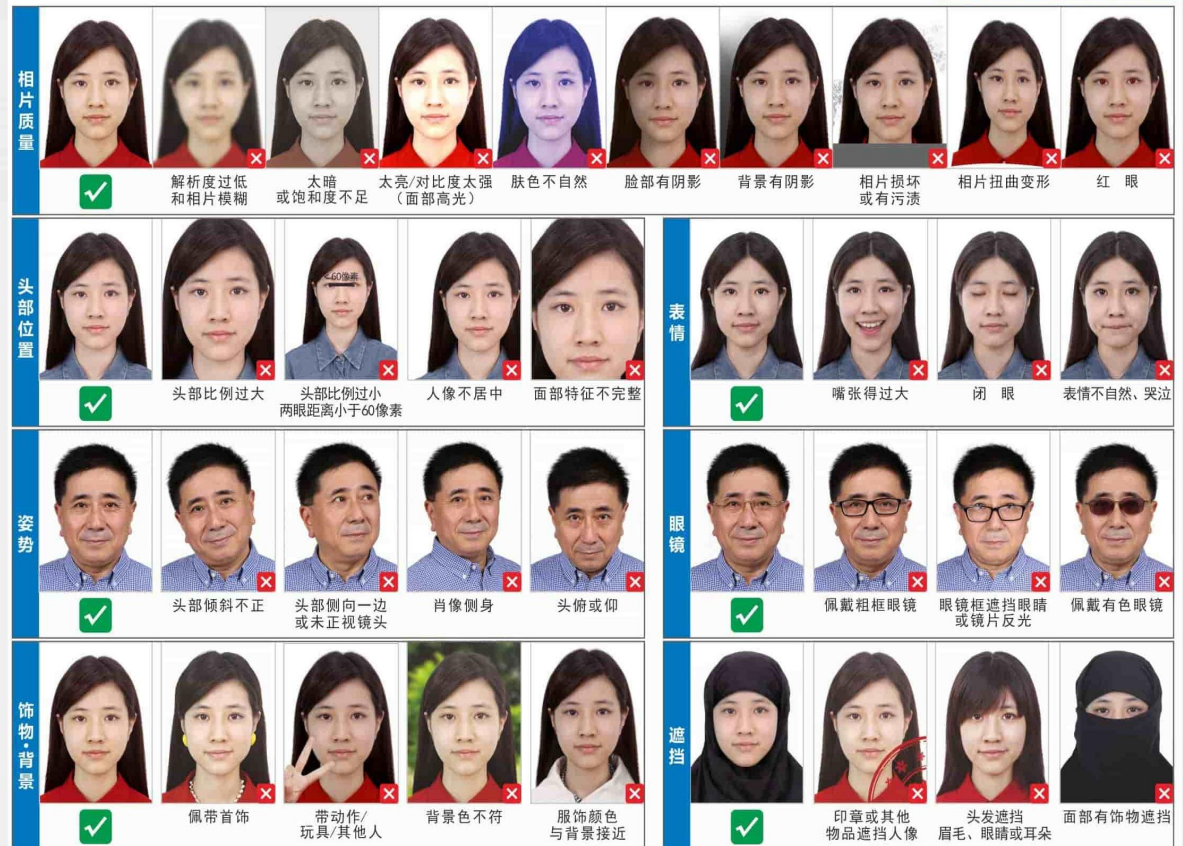 相片质量
解析度过低
和相片模糊
太暗
或饱和度不足
太亮/对比度太强
(面部高光)
肤色不自然
脸部有阴影
背景有阴影
相片损坏
或有污渍
相片扭曲变形
红 眼
头部位置
头部比例过大
<60像素
头部比例过小
两眼距离小于60像素
人像不居中
面部特征不完整
表情
嘴张得过大
闭 眼
表情不自然、哭泣
姿势
头部倾斜不正
头部侧向一边
或未正视镜头
肖像侧身
头俯或仰
眼镜
佩戴粗框眼镜
眼镜框遮挡眼睛
或镜片反光
佩戴有色眼镜
饰物·背景
佩带首饰
带动作/
玩具/其他人
背景色不符
服饰颜色
与背景接近
遮挡
印章或其他
物品遮挡人像
头发遮挡
眉毛、眼睛或耳朵
面部有饰物遮挡